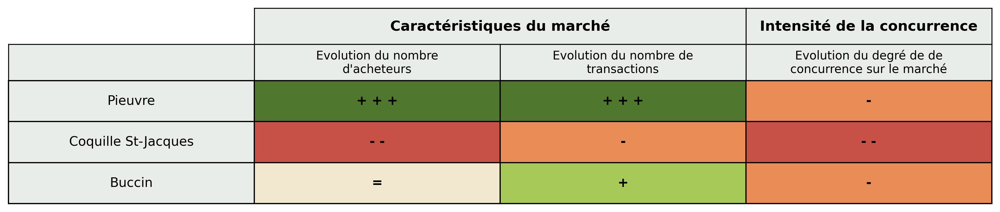 Caractéristiques du marché
Intensité de la concurrence
Evolution du nombre
d'acheteurs
Evolution du nombre de
transactions
Evolution du degré de de
concurrence sur le marché
Pieuvre
+ + +
+ + +
-
Coquille St-Jacques
- -
-
- -
Buccin
=
+
-